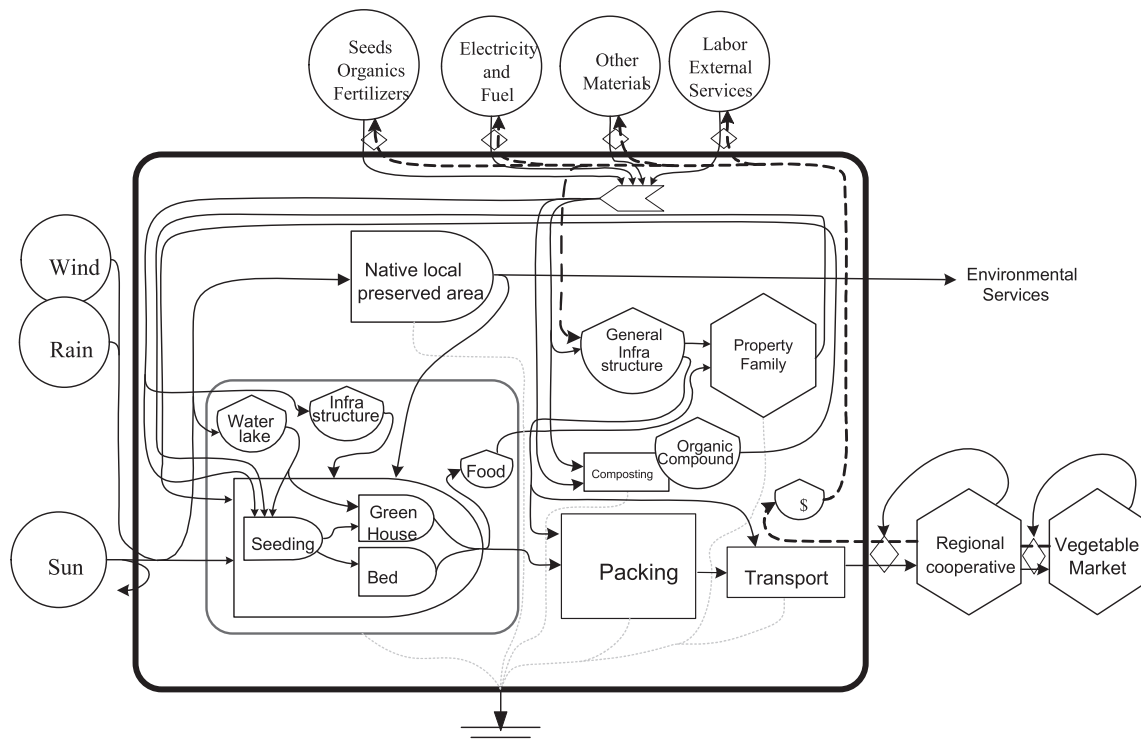 Seeds
Organics
Fertilizers
Electricity
and
Fuel
Other
Materials
Labor
External
Services
Wind
Rain
Sun
Native local
preserved area
Environmental
Services
General
Infra
structure
Property
Family
Infra
structure
Water
lake
Food
Organic
Compound
Composting
$
Seeding
Green
House
Bed
Packing
Transport
Regional
cooperative
Vegetable
Market